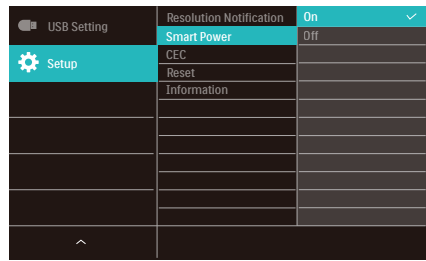 USB Setting
Setup
Resolution Notification
Smart Power
CEC
Reset
Information
On
Off